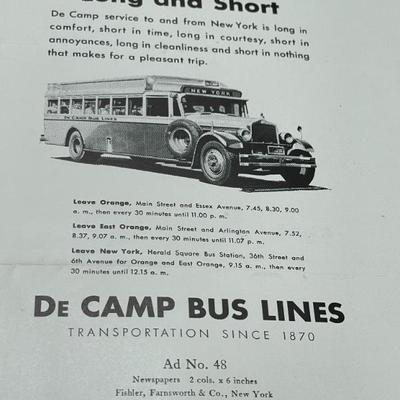 Long and Short
De Camp service to and from New York is long in
comfort, short in time, long in courtesy, short in
annoyances, long in cleanliness and short in nothing
that makes for a pleasant trip.
NEW YORK
DE CAMP BUS LINES
Leave Orange, Main Street and Essex Avenue, 7.45, 8.30, 9.00
a. m., then every 30 minutes until 11.00 p. m.
Leave East Orange, Main Street and Arlington Avenue, 7.52,
8.37, 9.07 a. m., then every 30 minutes until 11.07 p. m.
Leave New York, Herald Square Bus Station, 36th Street and
6th Avenue for Orange and East Orange, 9.15 a. m., then every
30 minutes until 12.15 a. m.
DE CAMP BUS LINES
TRANSPORTATION SINCE 1870
Ad No. 48
Newspapers 2 cols. x 6 inches
Fishler, Farnsworth & Co., New York